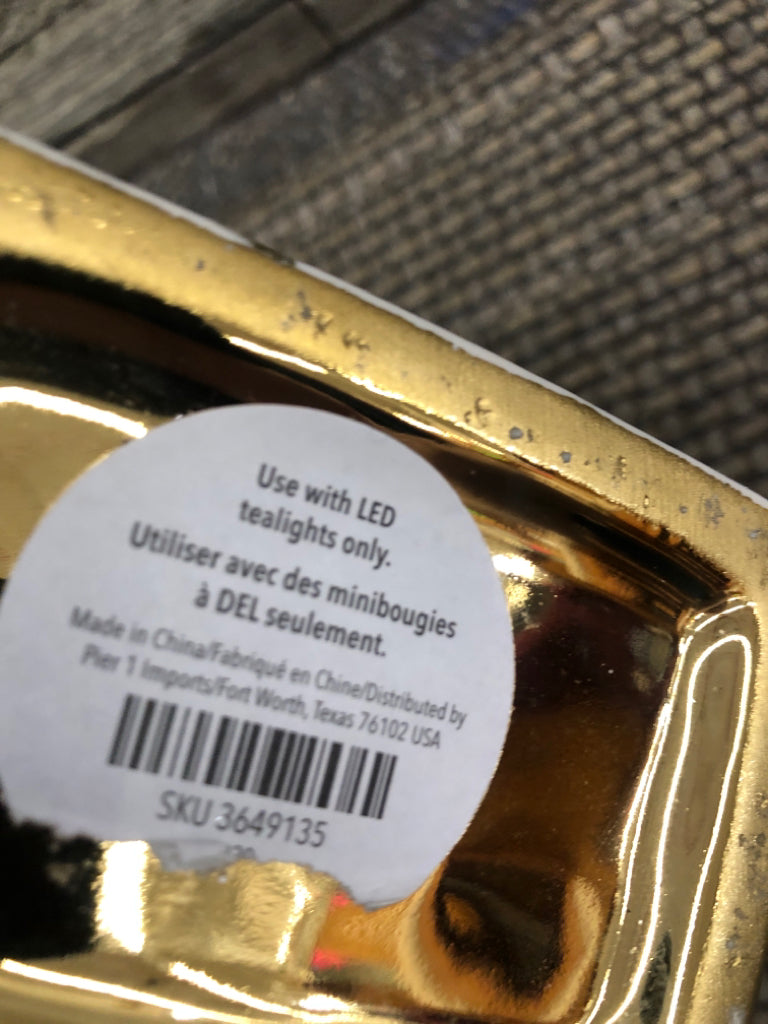 Use with LED
tealights only.
Utiliser avec des minibougies
à DEL seulement.
Made in China/Fabriqué en Chine/Distributed by
Pier 1 Imports/Fort Worth, Texas 76102 USA
SKU 3649135